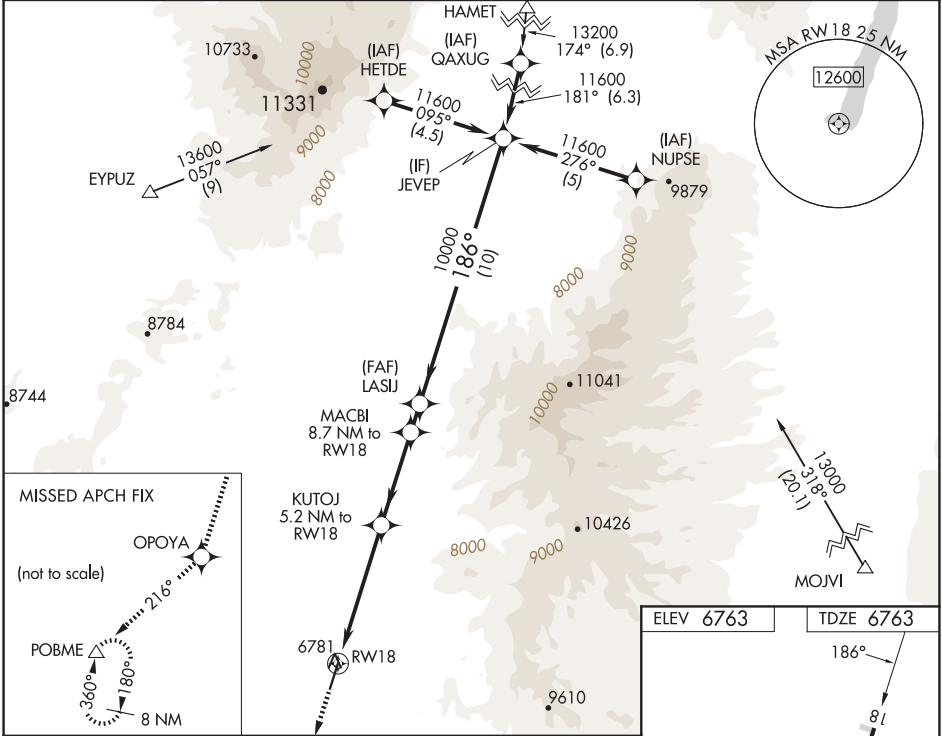 HAMET
13200
174° (6.9)
(IAF)
QAXUG
11600
181° (6.3)
10733
10000
11331
9000
8000
(IAF)
HETDE
11600
095°
(4.5)
(IF)
JEVEP
11600
276°
(5)
(IAF)
NUPSE
9879
MSA RW18 25 NM
12600
EYPUZ
13600
057°
(9)
10000
186°
(10)
9000
8000
8784
8744
(FAF)
LASIJ
MACBI
8.7 NM to
RW18
11041
10000
KUTOJ
5.2 NM to
RW18
8000
9000
10426
13000
318°
(20.1)
MOJVI
MISSED APCH FIX
OPOYA
(not to scale)
216°
POBME
360°
180°
8 NM
6781
RW18
9610
ELEV 6763
TDZE 6763
186°
18